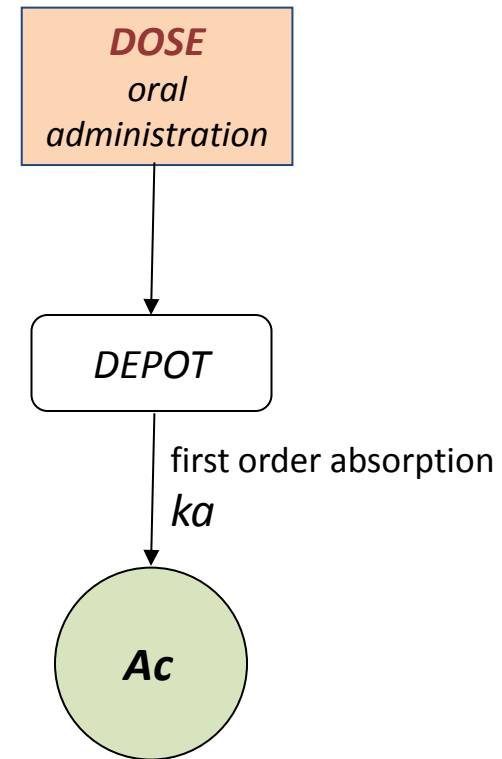 DOSE
oral
administration
DEPOT
first order absorption
ka
Ac